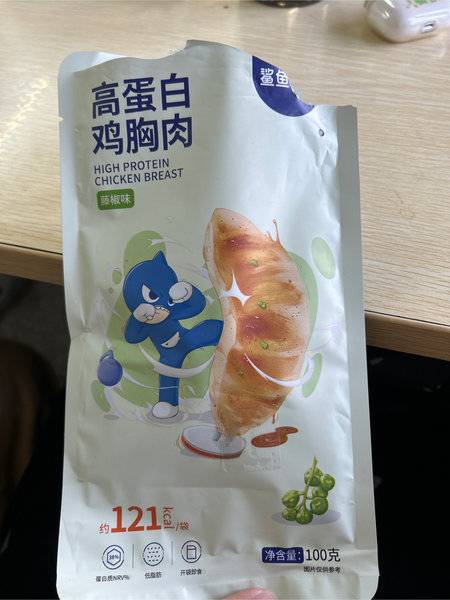 鲨鱼
高蛋白
鸡胸肉
HIGH PROTEIN
CHICKEN BREAST
藤椒味
约121kcal/袋
38%
蛋白质NRV%
低脂肪
开袋即食
净含量: 100克
图片仅供参考